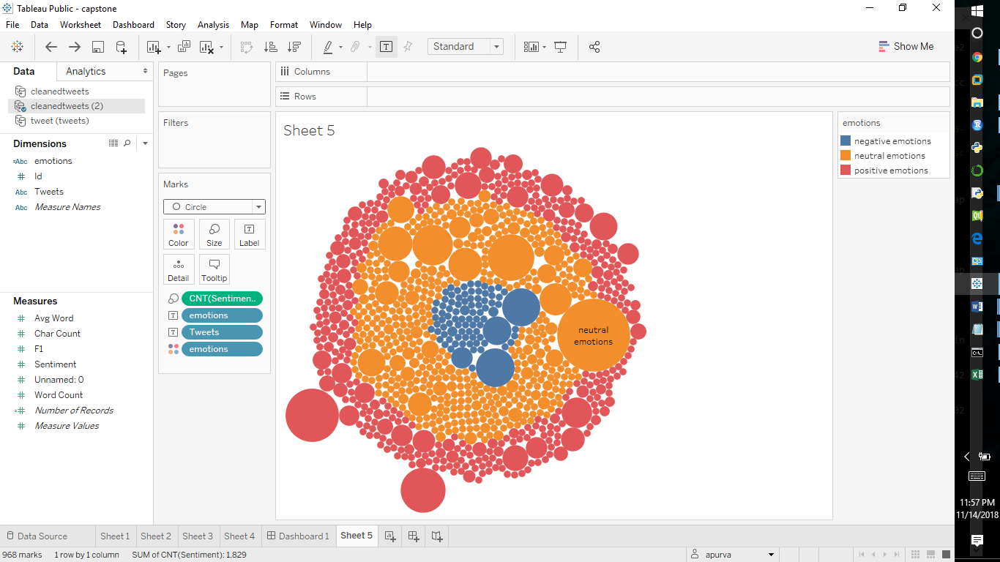 Tableau Public - capstone
File Data Worksheet Dashboard Story Analysis Map Format Window Help
Standard
Show Me
Data
Analytics
cleanedtweets
cleanedtweets (2)
tweet (tweets)
Dimensions
=Abc emotions
# Id
Abc Tweets
Abc Measure Names
Measures
# Avg Word
# Char Count
# F1
# Sentiment
# Unnamed: 0
# Word Count
=# Number of Records
# Measure Values
Pages
Filters
Marks
Circle
Color Size Label
Detail Tooltip
CNT(Sentimen..
emotions
Tweets
emotions
Columns
Rows
Sheet 5
neutral
emotions
emotions
negative emotions
neutral emotions
positive emotions
Data Source Sheet 1 Sheet 2 Sheet 3 Sheet 4 Dashboard 1 Sheet 5
968 marks 1 row by 1 column SUM of CNT(Sentiment): 1,829
apurva
11:57 PM
11/14/2018